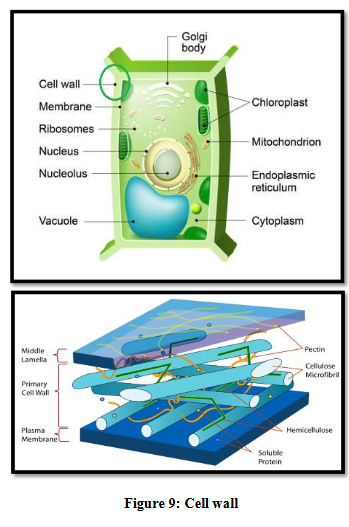 Golgi
body
Cell wall
Membrane
Ribosomes
Nucleus
Nucleolus
Vacuole
Chloroplast
Mitochondrion
Endoplasmic
reticulum
Cytoplasm
Middle
Lamella
Primary
Cell Wall
Plasma
Membrane
Pectin
Cellulose
Microfibril
Hemicellulose
Soluble
Protein
Figure 9: Cell wall